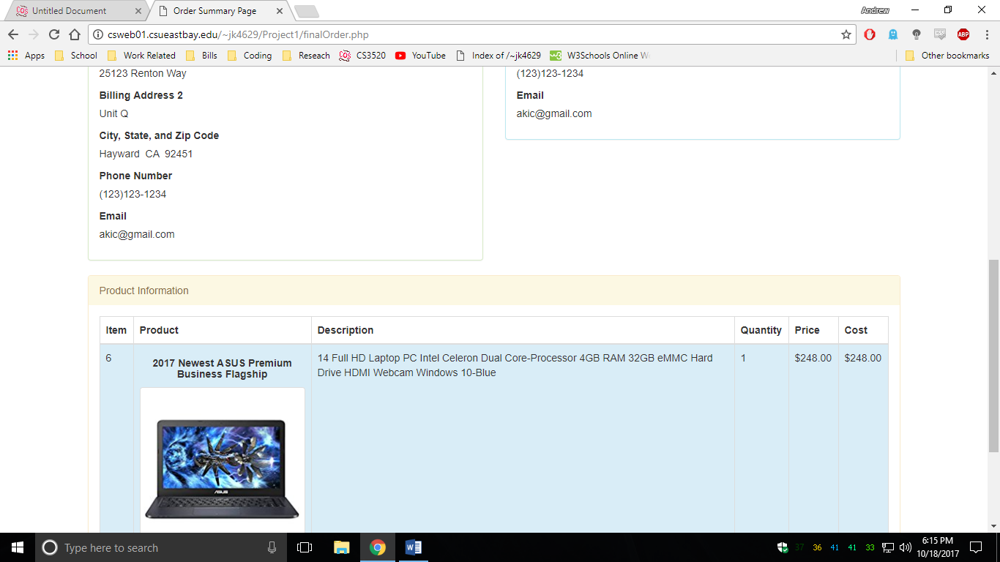 Untitled Document
Order Summary Page
Andrew
csweb01.csueastbay.edu/~jk4629/Project1/finalOrder.php
CSS
ABP
Apps
School
Work Related
Bills
Coding
Reseach
CS3520
YouTube
Index of /~jk4629
W3Schools Online W
Other bookmarks
25123 Renton Way
Billing Address 2
Unit Q
City, State, and Zip Code
Hayward CA 92451
Phone Number
(123)123-1234
Email
akic@gmail.com
(123)123-1234
Email
akic@gmail.com
Product Information
Item Product Description Quantity Price Cost
6
2017 Newest ASUS Premium
Business Flagship
ASUS
14 Full HD Laptop PC Intel Celeron Dual Core-Processor 4GB RAM 32GB eMMC Hard
Drive HDMI Webcam Windows 10-Blue
1 $248.00 $248.00
Type here to search
37 36 41 41 33
6:15 PM
10/18/2017